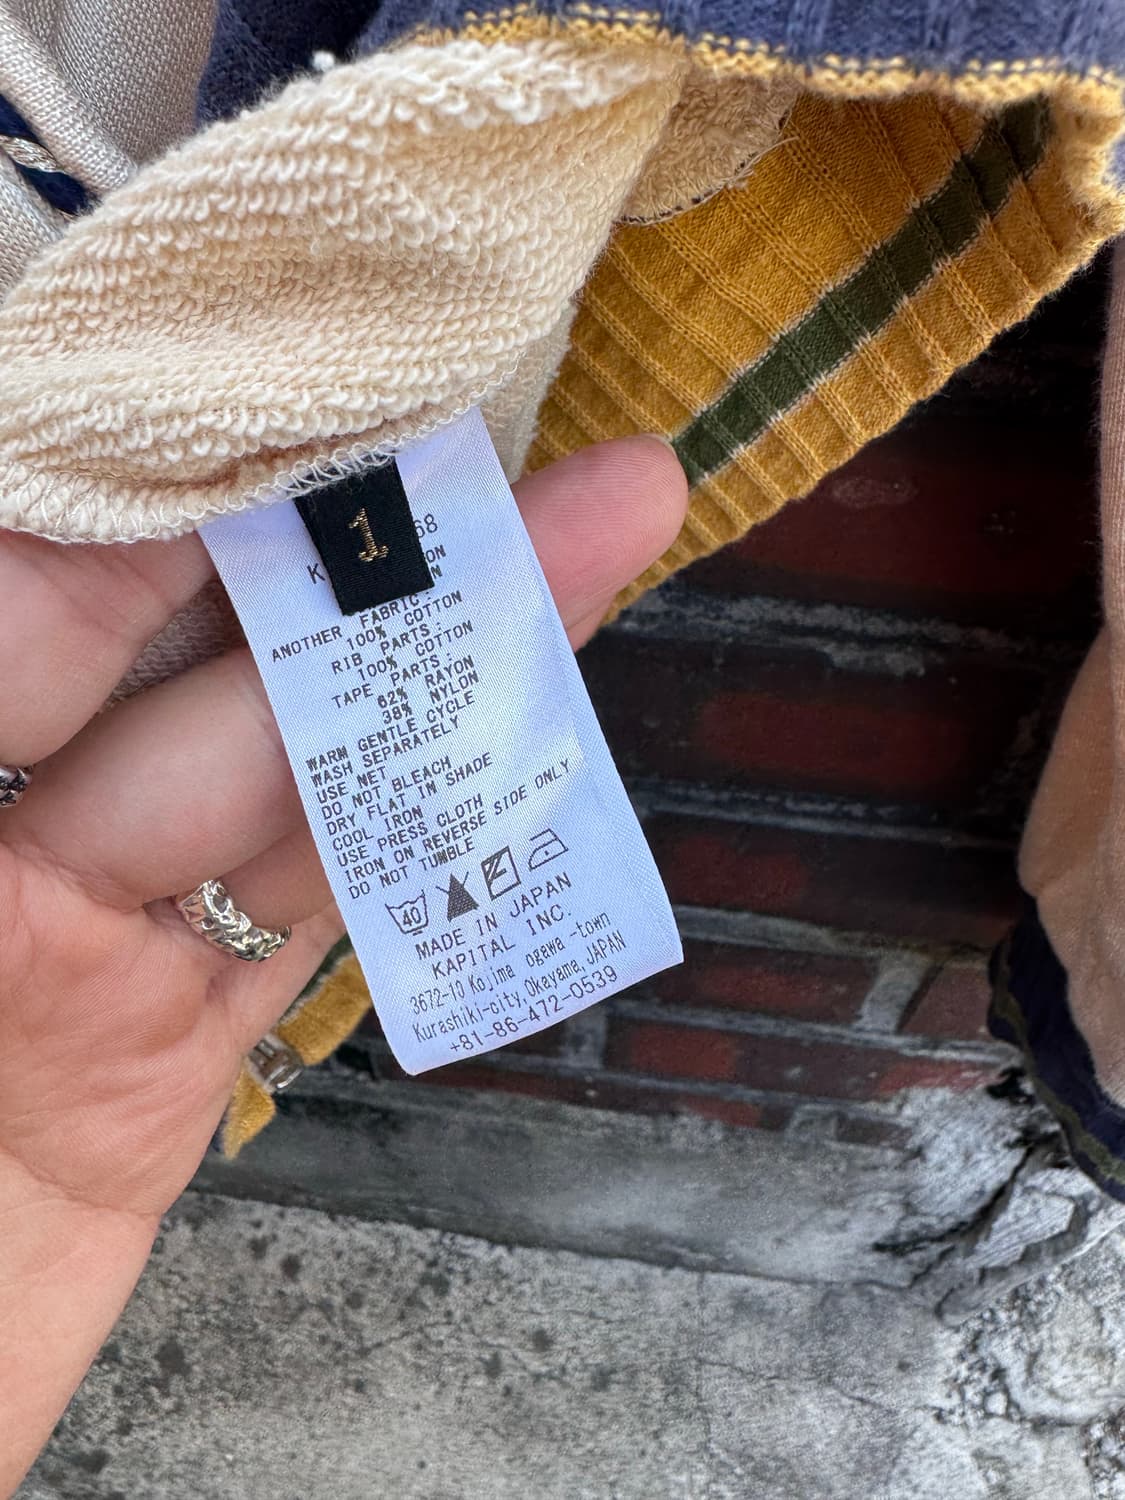 1
68
K
ON
N
ANOTHER FABRIC:
100% COTTON
RIB PARTS:
100% COTTON
TAPE PARTS:
62% RAYON
38% NYLON
WARM GENTLE CYCLE
WASH SEPARATELY
USE NET
DO NOT BLEACH
DRY FLAT IN SHADE
COOL IRON
USE PRESS CLOTH
IRON ON REVERSE SIDE ONLY
DO NOT TUMBLE
40
MADE IN JAPAN
KAPITAL INC.
3672-10 Kojima ogawa -town
Kurashiki-city, Okayama, JAPAN
+81-86-472-0539